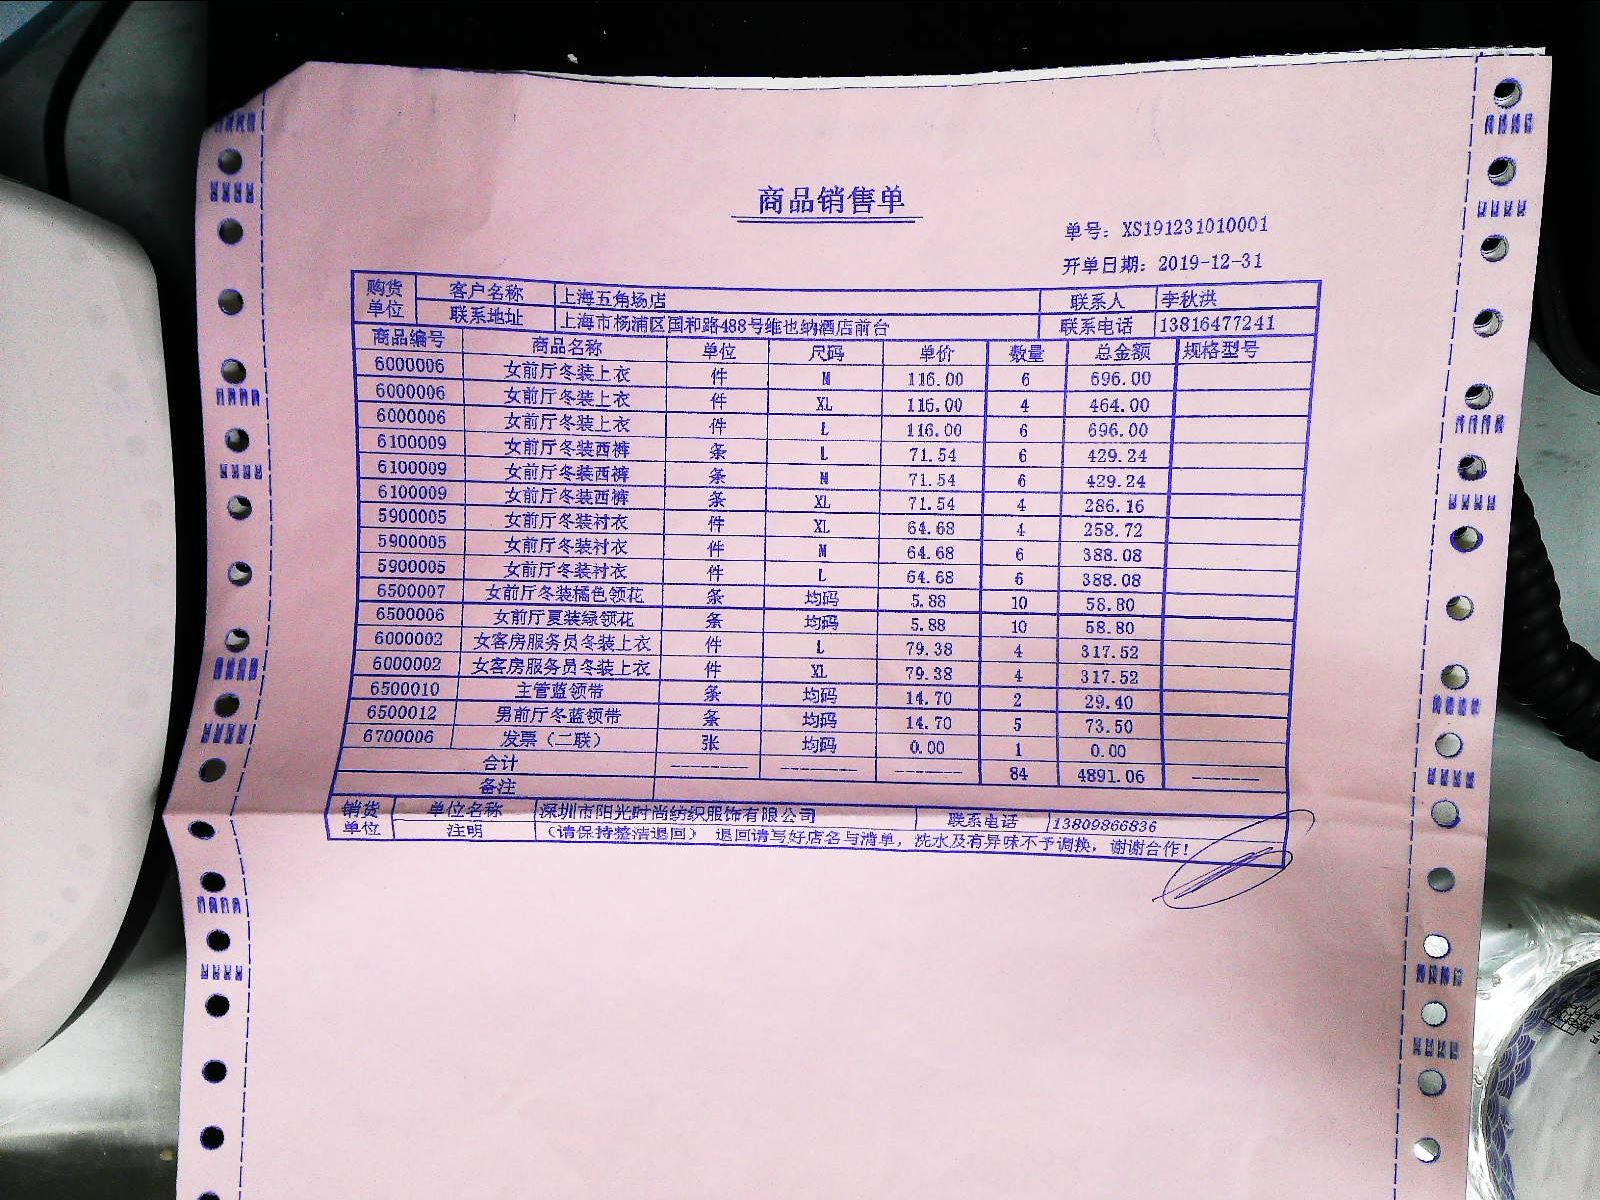 商品销售单
单号：XS191231010001
开单日期：2019-12-31
购货单位 客户名称 上海五角场店 联系人 李秋洪
联系地址 上海市杨浦区国和路488号维也纳酒店前台 联系电话 13816477241
商品编号 商品名称 单位 尺码 单价 数量 总金额 规格型号
6000006 女前厅冬装上衣 件 M 116.00 6 696.00
6000006 女前厅冬装上衣 件 XL 116.00 4 464.00
6000006 女前厅冬装上衣 件 L 116.00 6 696.00
6100009 女前厅冬装西裤 条 L 71.54 6 429.24
6100009 女前厅冬装西裤 条 M 71.54 6 429.24
6100009 女前厅冬装西裤 条 XL 71.54 4 286.16
5900005 女前厅冬装衬衣 件 XL 64.68 4 258.72
5900005 女前厅冬装衬衣 件 M 64.68 6 388.08
5900005 女前厅冬装衬衣 件 L 64.68 6 388.08
6500007 女前厅冬装橘色领花 条 均码 5.88 10 58.80
6500006 女前厅夏装绿领花 条 均码 5.88 10 58.80
6000002 女客房服务员冬装上衣 件 L 79.38 4 317.52
6000002 女客房服务员冬装上衣 件 XL 79.38 4 317.52
6500010 主管蓝领带 条 均码 14.70 2 29.40
6500012 男前厅冬蓝领带 条 均码 14.70 5 73.50
6700006 发票（二联） 张 均码 0.00 1 0.00
合计 -------- -------- ------- 84 4891.06 -------
备注
销货单位 单位名称 深圳市阳光时尚纺织服饰有限公司 联系电话 13809866836
注明 （请保持整洁退回） 退回请写好店名与清单，洗水及有异味不予调换，谢谢合作！